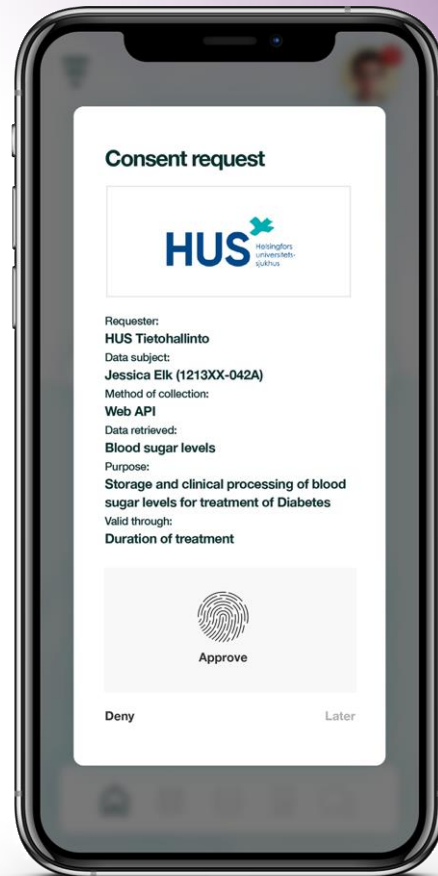 Consent request
HUS
Helsingfors
universitets-
sjukhus
Requester:
HUS Tietohallinto
Data subject:
Jessica Elk (1213XX-042A)
Method of collection:
Web API
Data retrieved:
Blood sugar levels
Purpose:
Storage and clinical processing of blood
sugar levels for treatment of Diabetes
Valid through:
Duration of treatment
Approve
Deny
Later